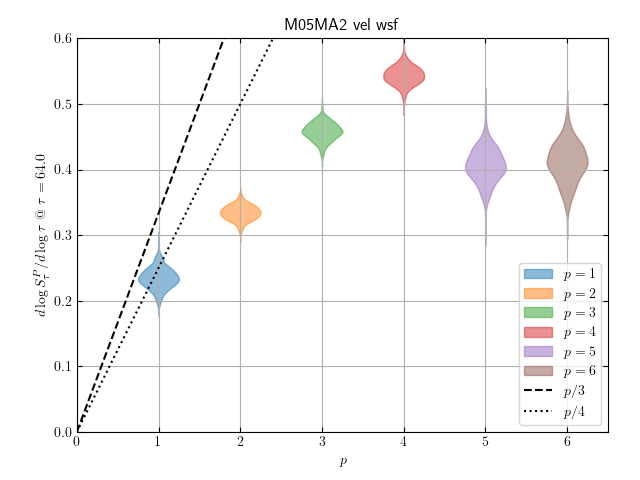 M05MA2 vel wsf
d log S_τ^P / d log τ @ τ = 64.0
0.6
0.5
0.4
0.3
0.2
0.1
0.0
0 1 2 3 4 5 6
p
p = 1
p = 2
p = 3
p = 4
p = 5
p = 6
p/3
p/4